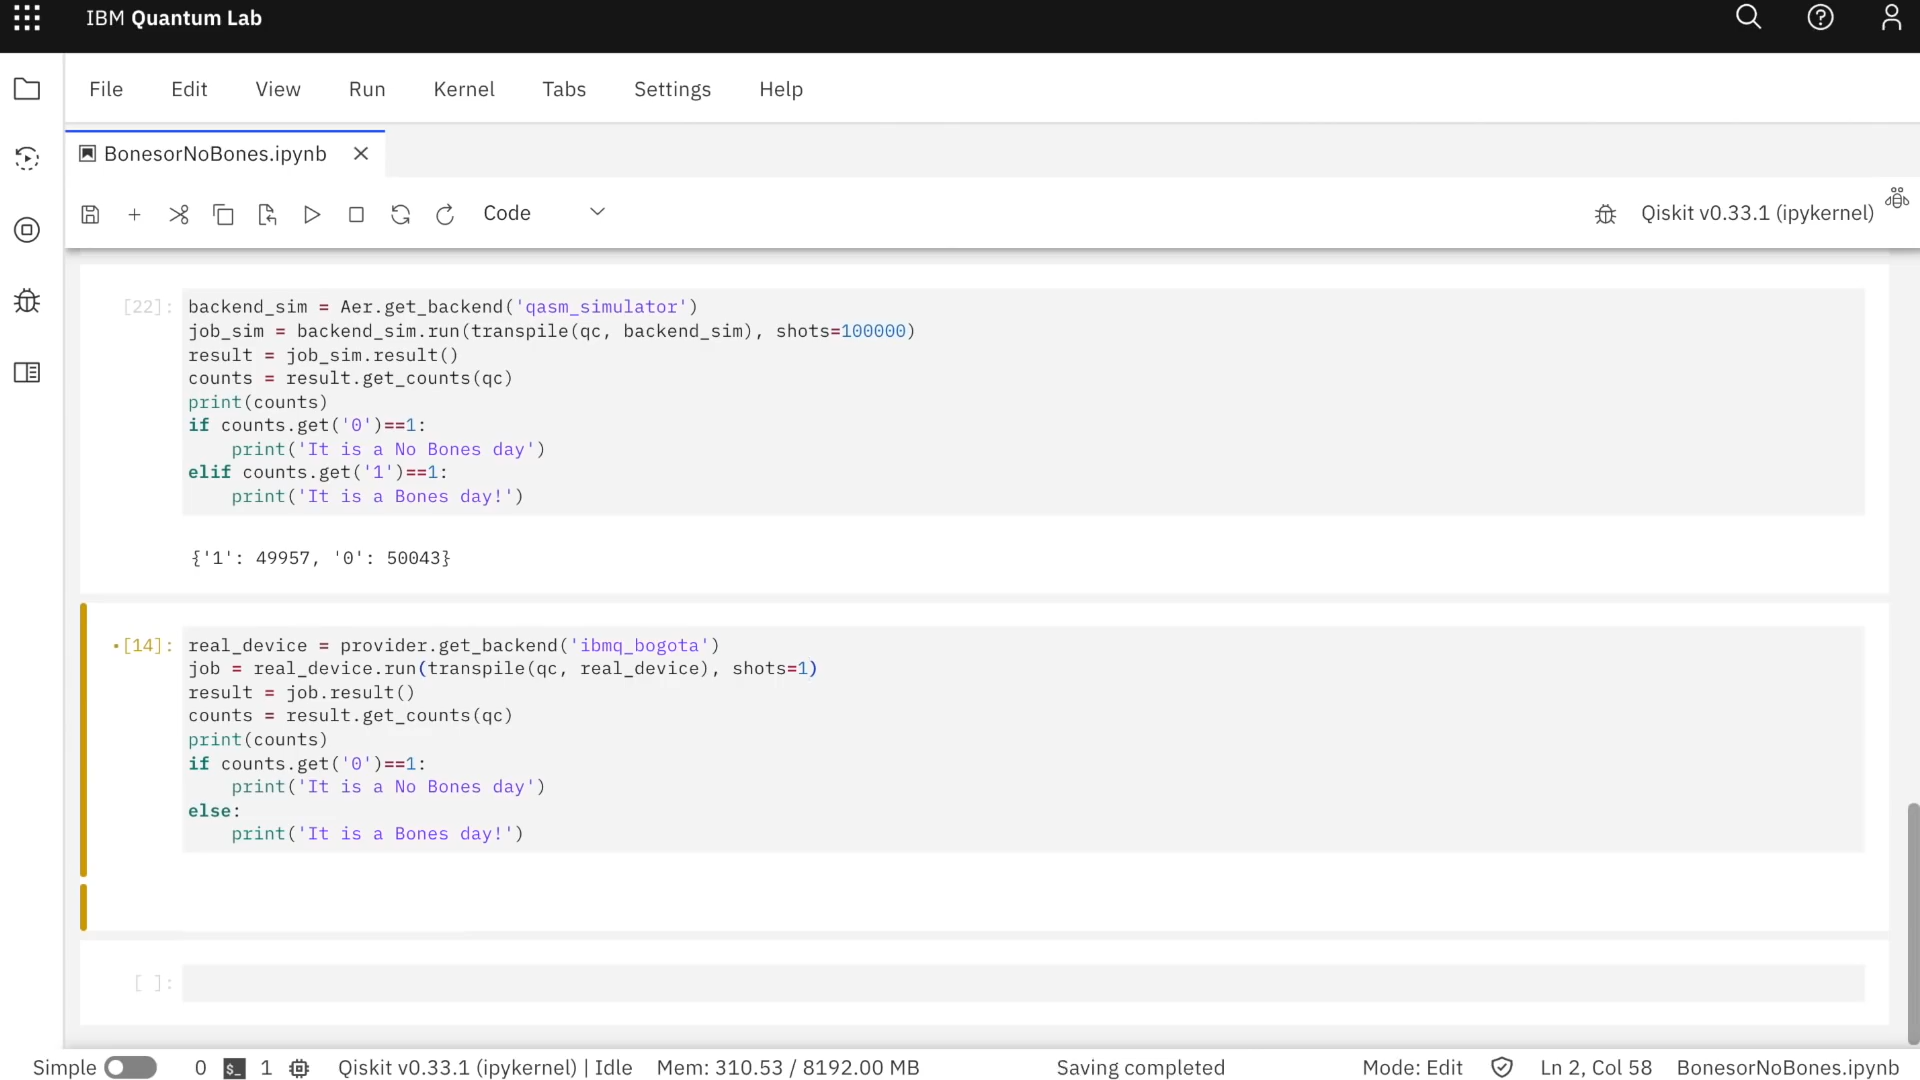 IBM Quantum Lab
File Edit View Run Kernel Tabs Settings Help
BonesorNoBones.ipynb
Code
Qiskit v0.33.1 (ipykernel)
[22]: backend_sim = Aer.get_backend('qasm_simulator')
job_sim = backend_sim.run(transpile(qc, backend_sim), shots=100000)
result = job_sim.result()
counts = result.get_counts(qc)
print(counts)
if counts.get('0')==1:
    print('It is a No Bones day')
elif counts.get('1')==1:
    print('It is a Bones day!')
{'1': 49957, '0': 50043}
•[14]: real_device = provider.get_backend('ibmq_bogota')
job = real_device.run(transpile(qc, real_device), shots=1)
result = job.result()
counts = result.get_counts(qc)
print(counts)
if counts.get('0')==1:
    print('It is a No Bones day')
else:
    print('It is a Bones day!')
[ ]:
Simple 0 $_ 1 Qiskit v0.33.1 (ipykernel) | Idle Mem: 310.53 / 8192.00 MB Saving completed Mode: Edit Ln 2, Col 58 BonesorNoBones.ipynb